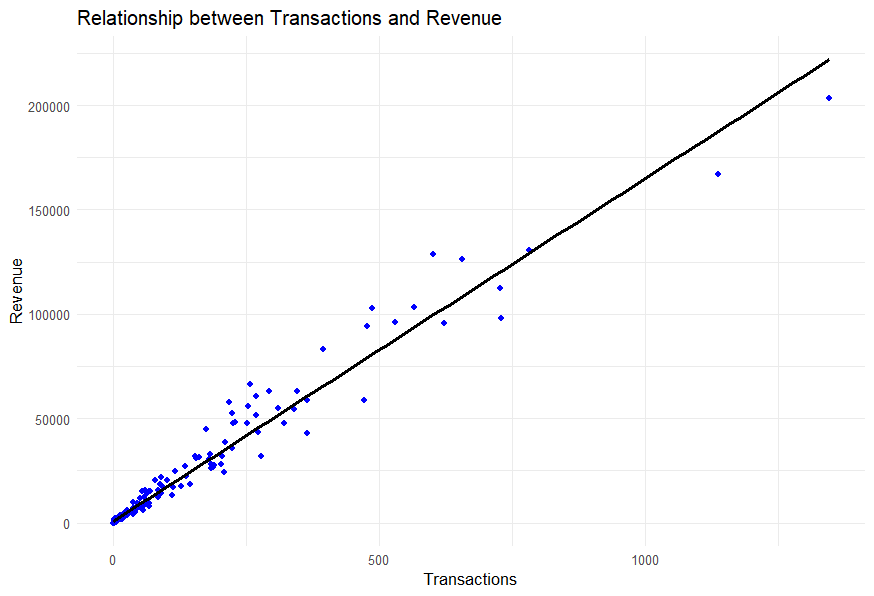 Relationship between Transactions and Revenue
200000
150000
100000
50000
0
Revenue
0 500 1000
Transactions